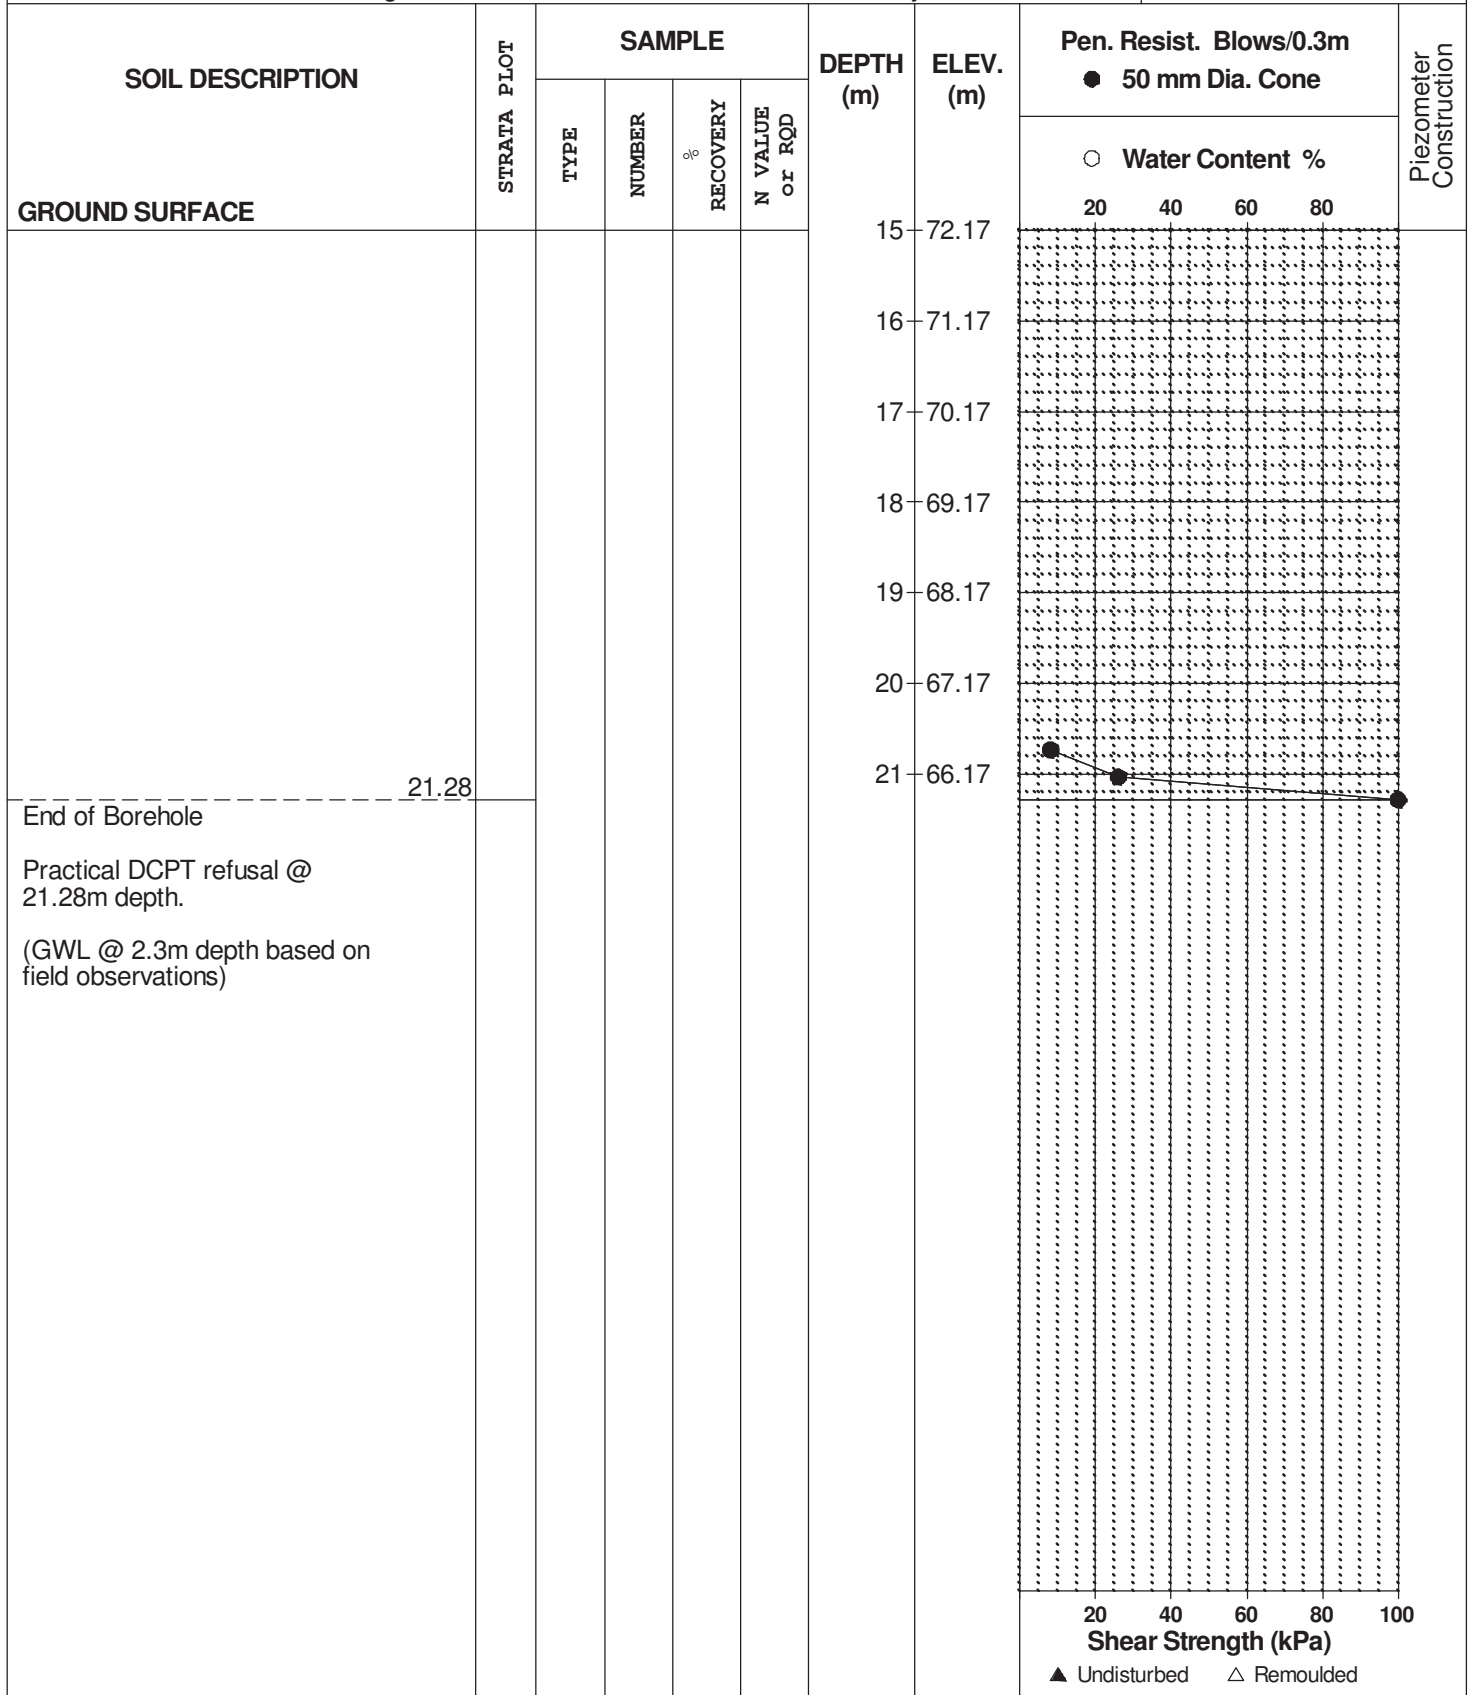 SOIL DESCRIPTION
GROUND SURFACE
STRATA PLOT
SAMPLE
TYPE
NUMBER
%
RECOVERY
N VALUE
or RQD
DEPTH
(m)
ELEV.
(m)
Pen. Resist. Blows/0.3m
● 50 mm Dia. Cone
○ Water Content %
20 40 60 80
Piezometer
Construction
15 72.17
16 71.17
17 70.17
18 69.17
19 68.17
20 67.17
21 66.17
21.28
End of Borehole
Practical DCPT refusal @
21.28m depth.
(GWL @ 2.3m depth based on
field observations)
20 40 60 80 100
Shear Strength (kPa)
▲ Undisturbed △ Remoulded